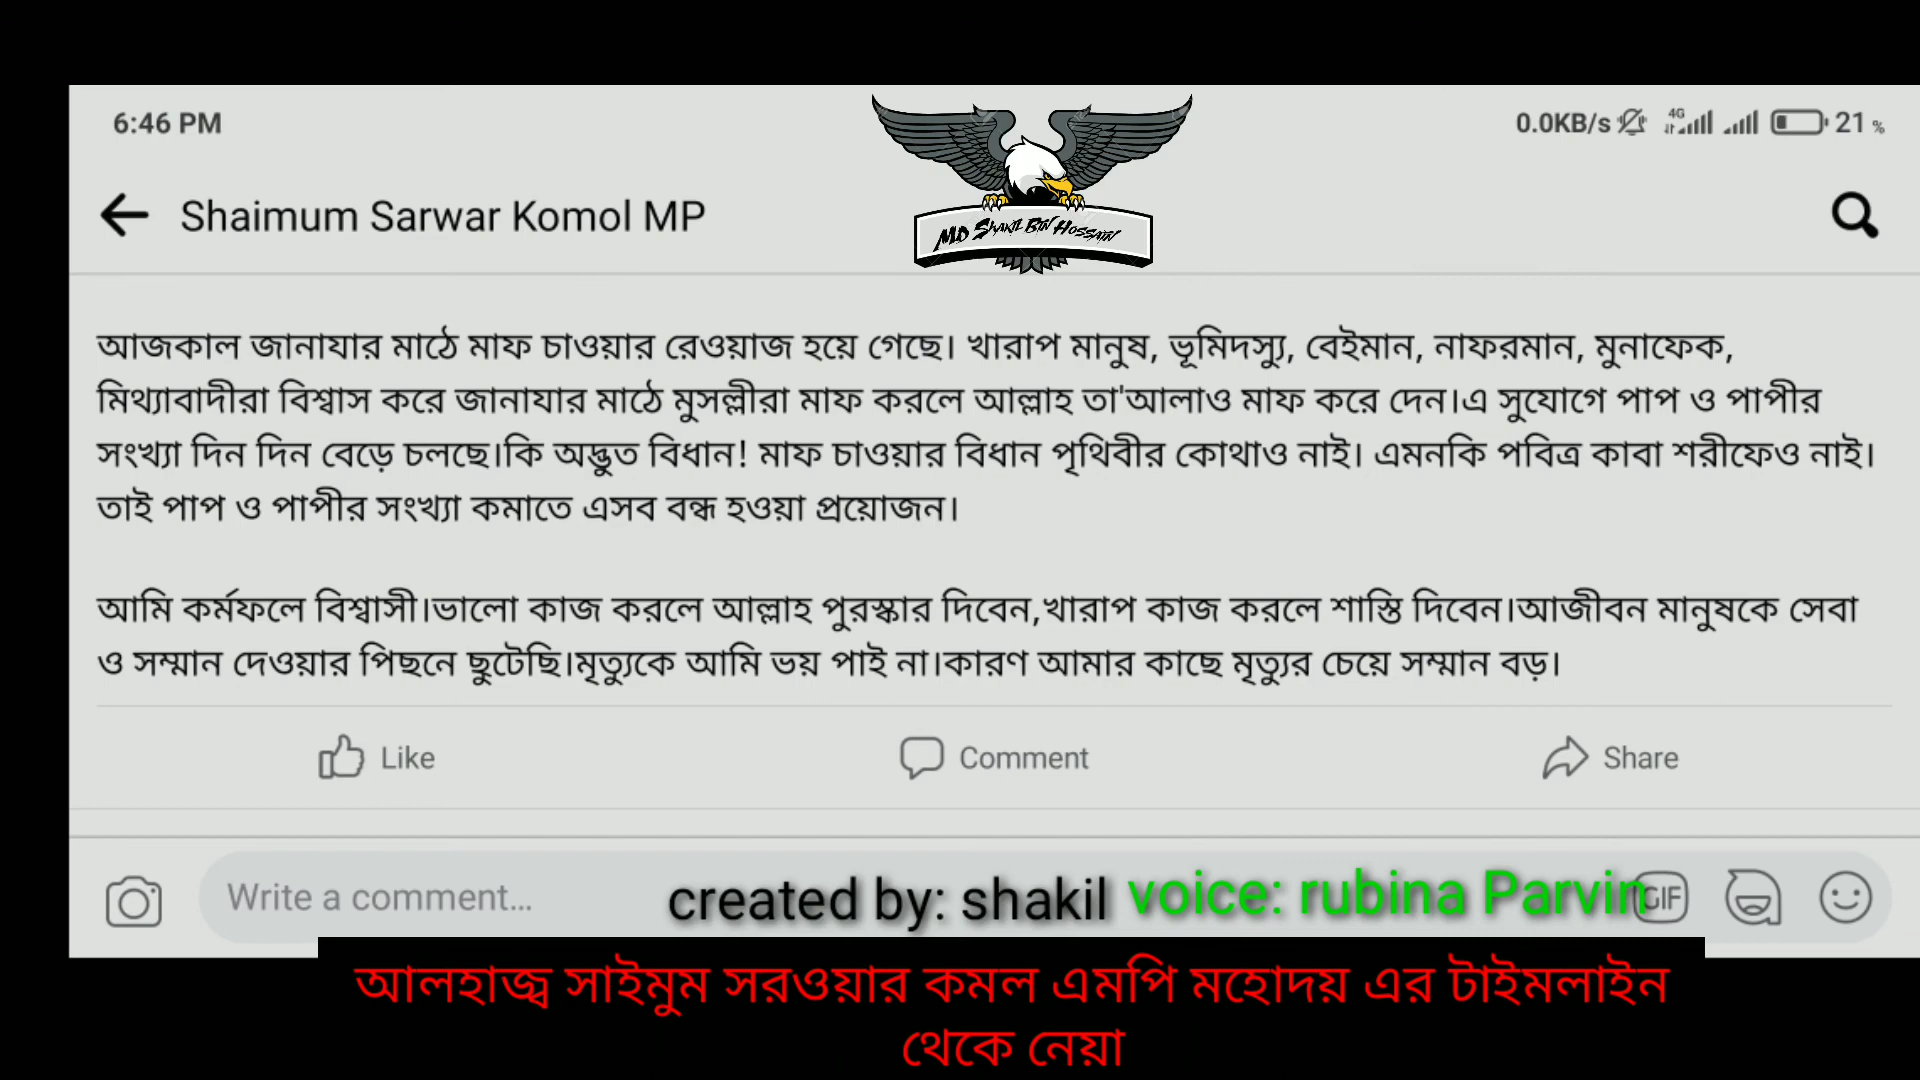 6:46 PM
0.0KB/s 4G 21 %
Shaimum Sarwar Komol MP
MD SHAKIL BIN HOSSAIN
আজকাল জানাযার মাঠে মাফ চাওয়ার রেওয়াজ হয়ে গেছে। খারাপ মানুষ, ভূমিদস্যু, বেইমান, নাফরমান, মুনাফেক,
মিথ্যাবাদীরা বিশ্বাস করে জানাযার মাঠে মুসল্লীরা মাফ করলে আল্লাহ তা'আলাও মাফ করে দেন।এ সুযোগে পাপ ও পাপীর
সংখ্যা দিন দিন বেড়ে চলছে।কি অদ্ভুত বিধান! মাফ চাওয়ার বিধান পৃথিবীর কোথাও নাই। এমনকি পবিত্র কাবা শরীফেও নাই।
তাই পাপ ও পাপীর সংখ্যা কমাতে এসব বন্ধ হওয়া প্রয়োজন।
আমি কর্মফলে বিশ্বাসী।ভালো কাজ করলে আল্লাহ পুরস্কার দিবেন,খারাপ কাজ করলে শাস্তি দিবেন।আজীবন মানুষকে সেবা
ও সম্মান দেওয়ার পিছনে ছুটেছি।মৃত্যুকে আমি ভয় পাই না।কারণ আমার কাছে মৃত্যুর চেয়ে সম্মান বড়।
Like Comment Share
Write a comment... created by: shakil voice: rubina Parvin GIF
আলহাজ্ব সাইমুম সরওয়ার কমল এমপি মহোদয় এর টাইমলাইন
থেকে নেয়া